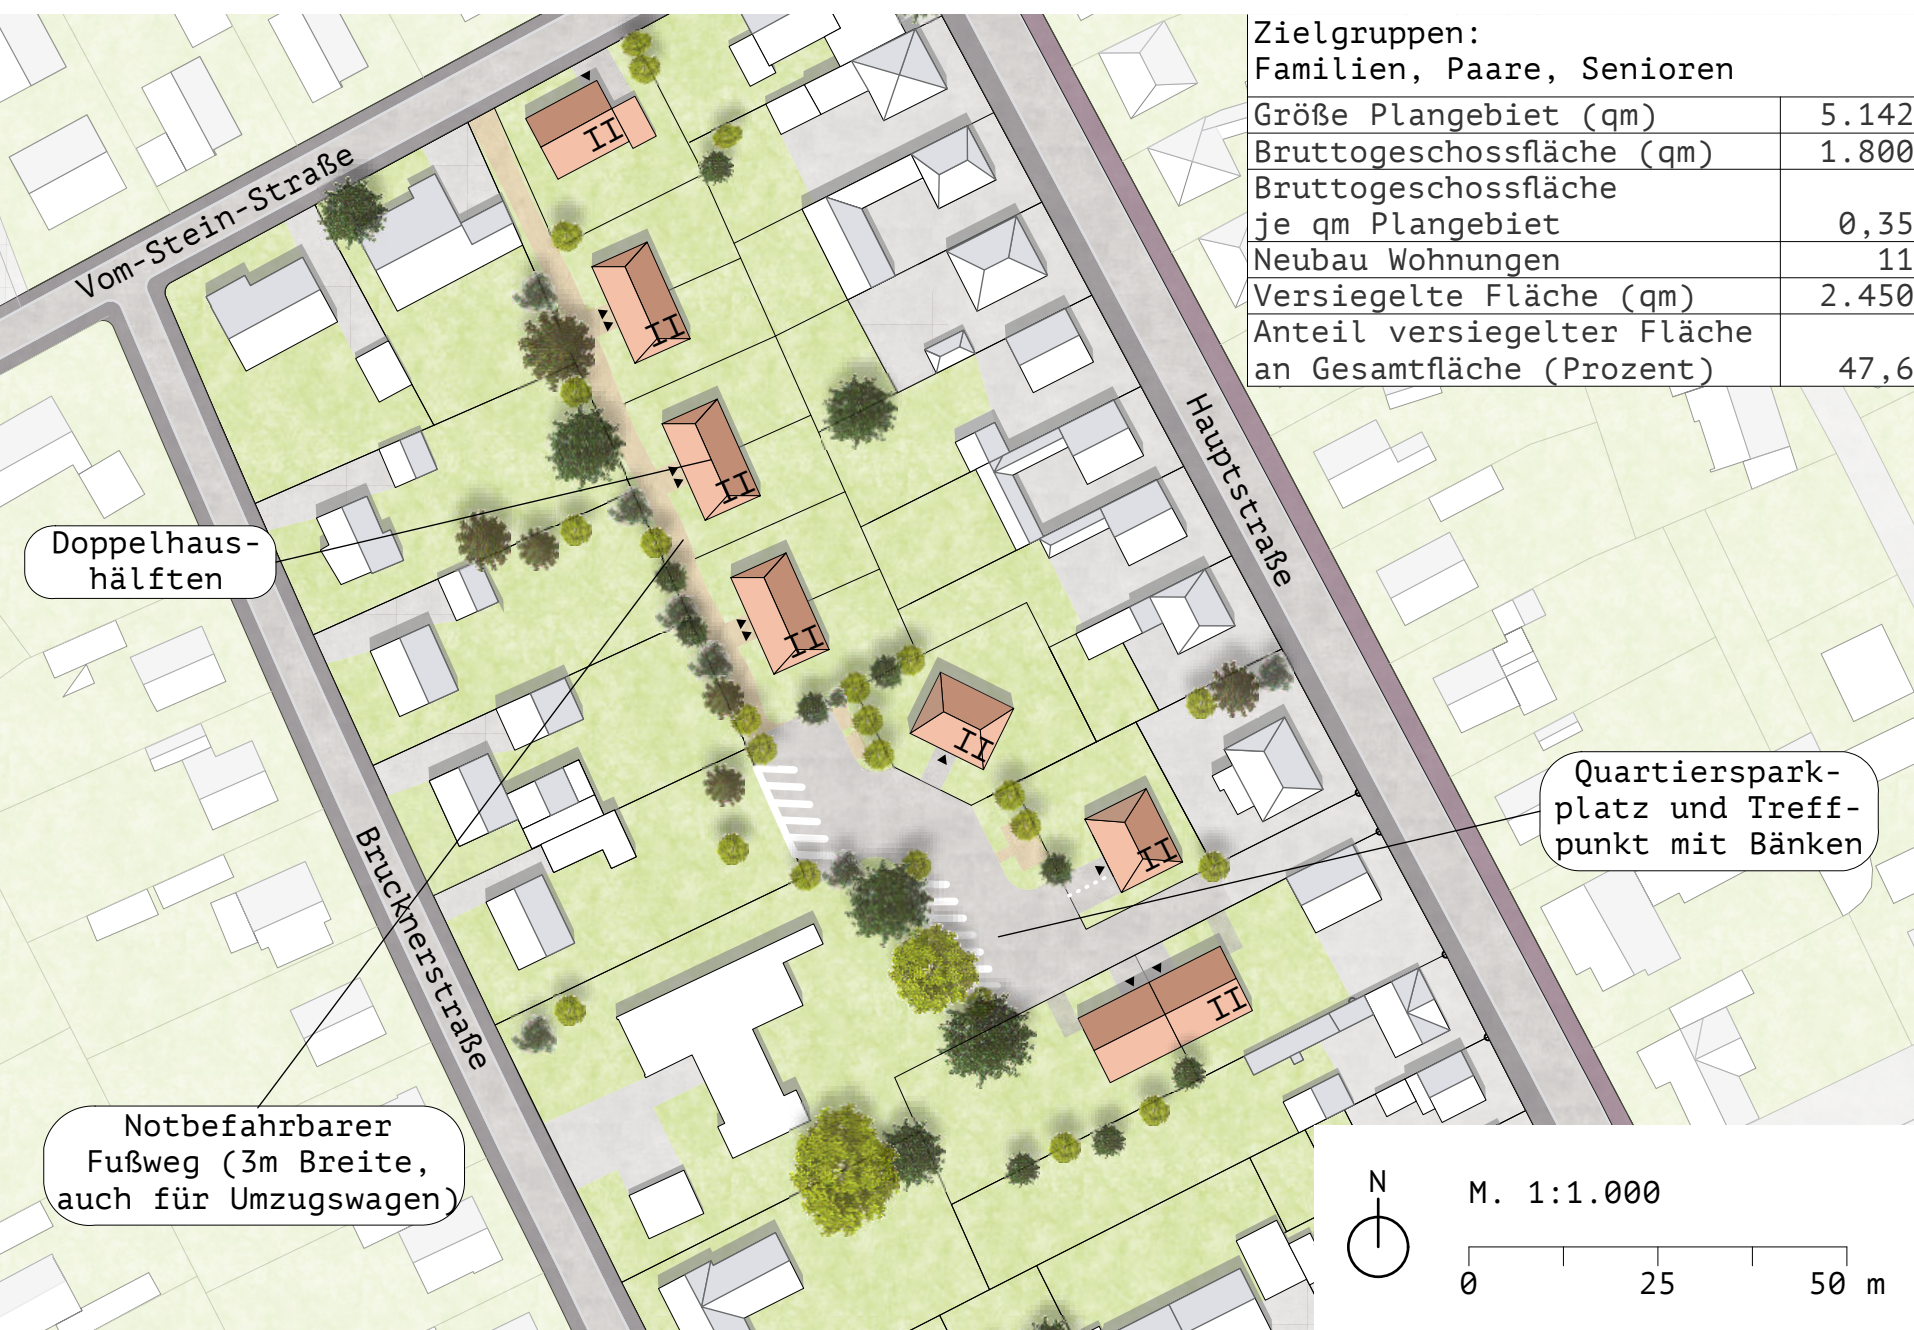 Zielgruppen:
Familien, Paare, Senioren
Größe Plangebiet (qm) 5.142
Bruttogeschossfläche (qm) 1.800
Bruttogeschossfläche
je qm Plangebiet 0,35
Neubau Wohnungen 11
Versiegelte Fläche (qm) 2.450
Anteil versiegelter Fläche
an Gesamtfläche (Prozent) 47,6
Vom-Stein-Straße
Hauptstraße
Brucknerstraße
II
II
II
II
II
II
II
Doppelhaus-
hälften
Quartierspark-
platz und Treff-
punkt mit Bänken
Notbefahrbarer
Fußweg (3m Breite,
auch für Umzugswagen)
N
M. 1:1.000
0 25 50 m